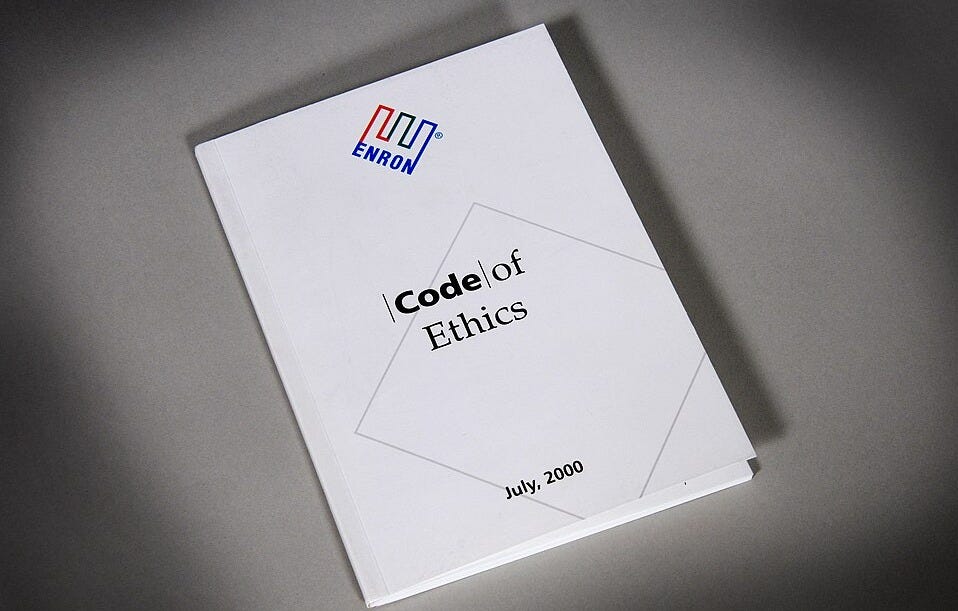 ENRON®
|Code|of
Ethics
July, 2000